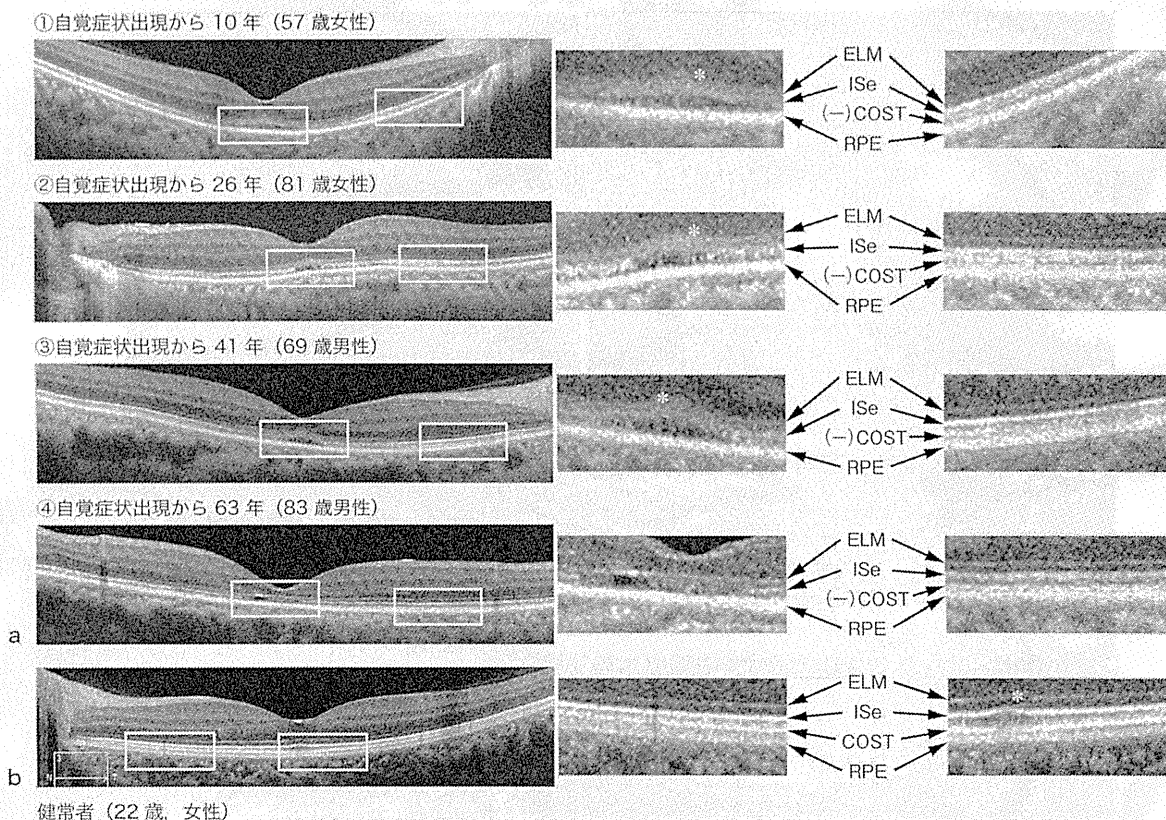 ①自覚症状出現から 10 年（57 歳女性）
*
ELM
ISe
(−)COST
RPE
②自覚症状出現から 26 年（81 歳女性）
*
ELM
ISe
(−)COST
RPE
③自覚症状出現から 41 年（69 歳男性）
*
ELM
ISe
(−)COST
RPE
④自覚症状出現から 63 年（83 歳男性）
ELM
ISe
(−)COST
RPE
a
*
ELM
ISe
COST
RPE
b
健常者（22 歳，女性）